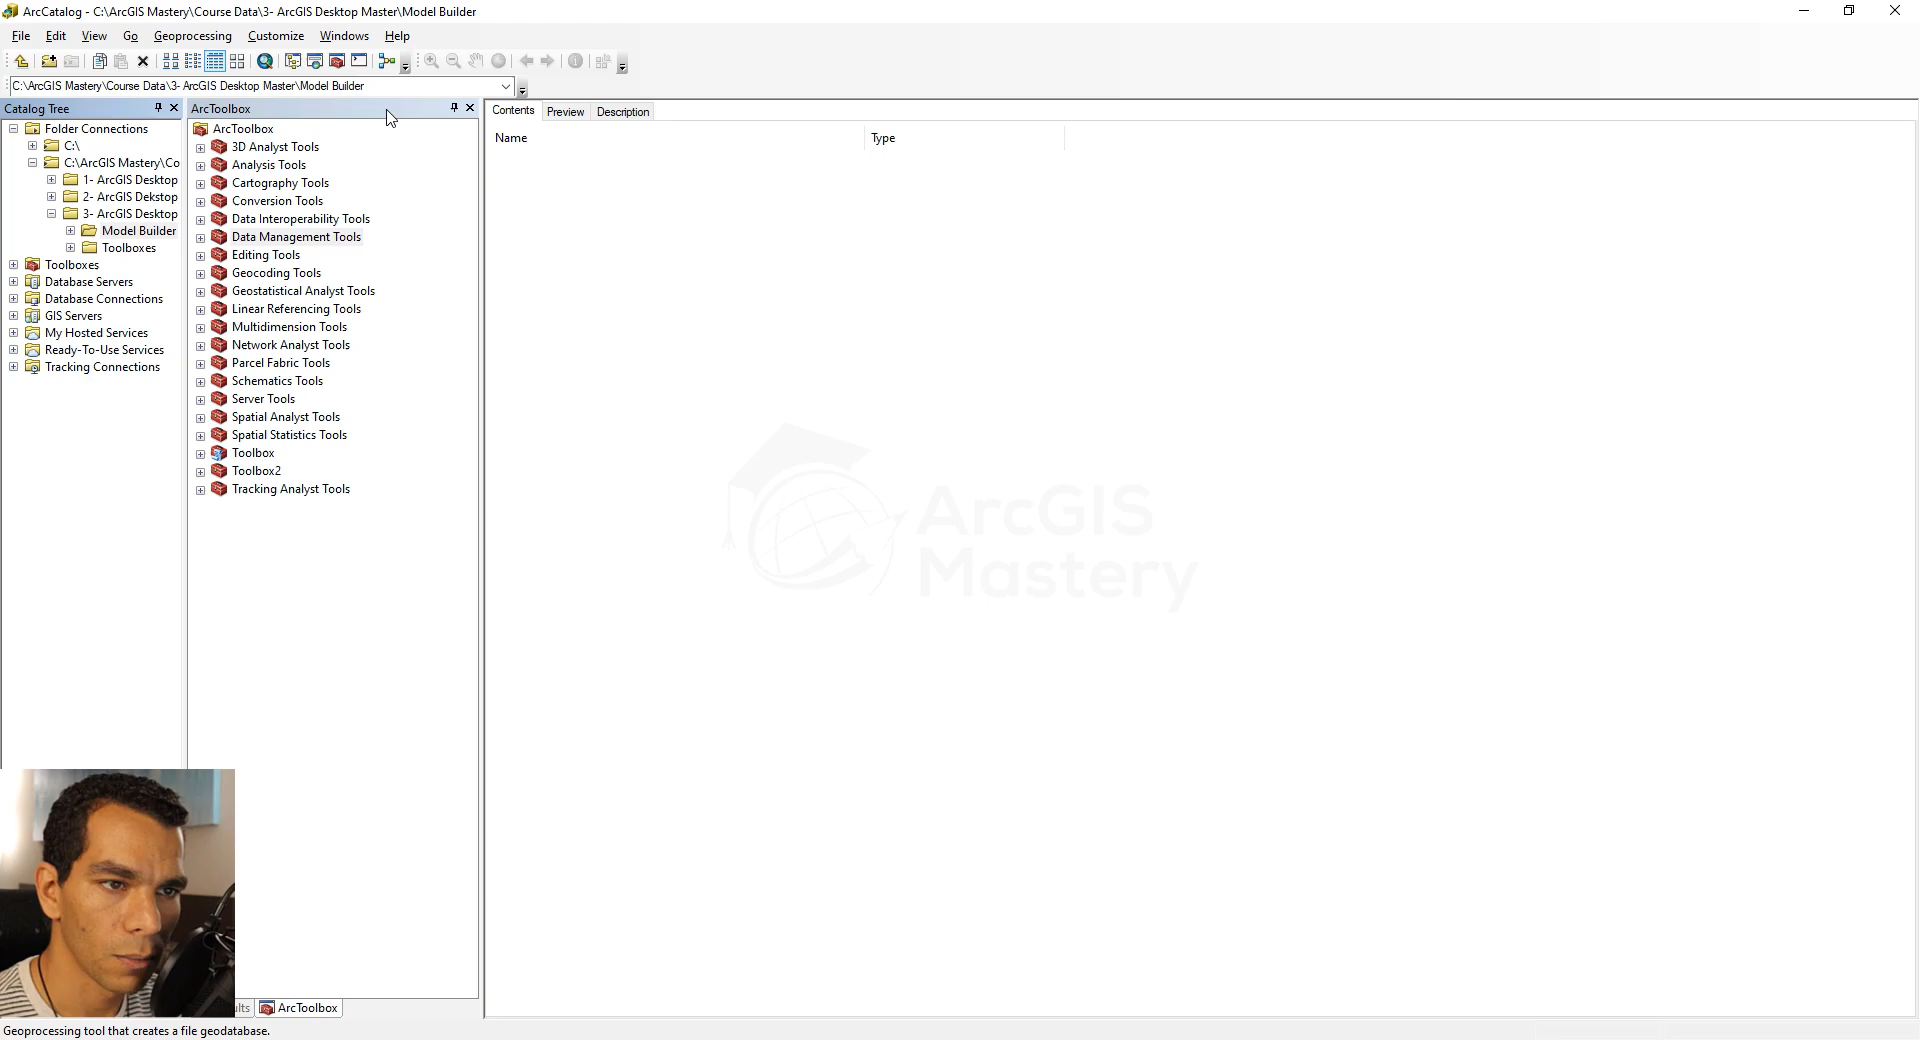 ArcCatalog - C:\ArcGIS Mastery\Course Data\3- ArcGIS Desktop Master\Model Builder
File Edit View Go Geoprocessing Customize Windows Help
C:\ArcGIS Mastery\Course Data\3- ArcGIS Desktop Master\Model Builder
Catalog Tree
Folder Connections
C:\
C:\ArcGIS Mastery\Co
1- ArcGIS Desktop
2- ArcGIS Dekstop
3- ArcGIS Desktop
Model Builder
Toolboxes
Toolboxes
Database Servers
Database Connections
GIS Servers
My Hosted Services
Ready-To-Use Services
Tracking Connections
ArcToolbox
ArcToolbox
3D Analyst Tools
Analysis Tools
Cartography Tools
Conversion Tools
Data Interoperability Tools
Data Management Tools
Editing Tools
Geocoding Tools
Geostatistical Analyst Tools
Linear Referencing Tools
Multidimension Tools
Network Analyst Tools
Parcel Fabric Tools
Schematics Tools
Server Tools
Spatial Analyst Tools
Spatial Statistics Tools
Toolbox
Toolbox2
Tracking Analyst Tools
ArcToolbox
Contents Preview Description
Name Type
ArcGIS
Mastery
Geoprocessing tool that creates a file geodatabase.